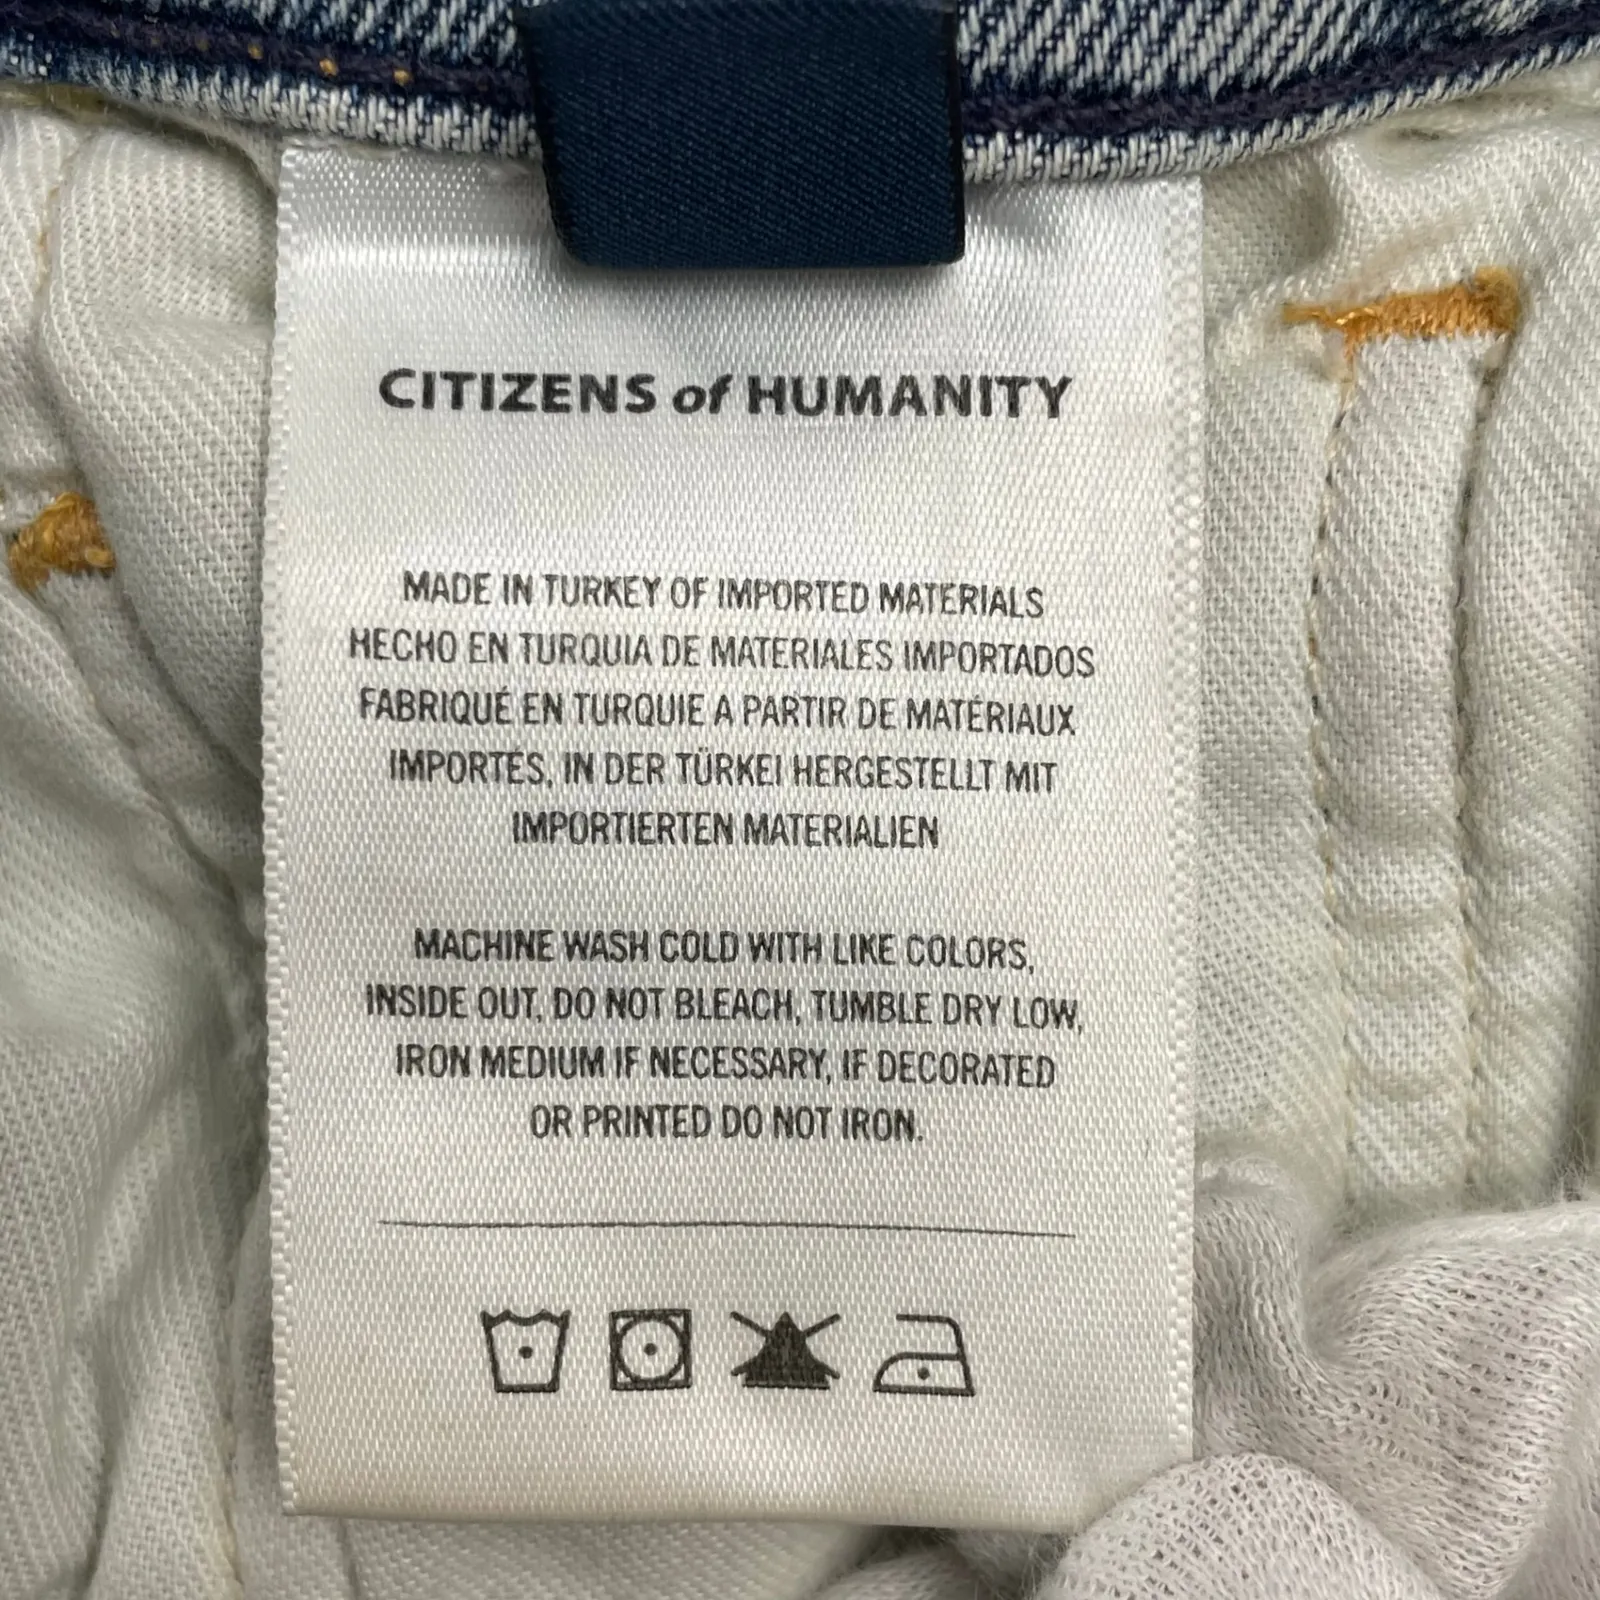 CITIZENS of HUMANITY
MADE IN TURKEY OF IMPORTED MATERIALS
HECHO EN TURQUIA DE MATERIALES IMPORTADOS
FABRIQUÉ EN TURQUIE A PARTIR DE MATÉRIAUX
IMPORTÉS, IN DER TÜRKEI HERGESTELLT MIT
IMPORTIERTEN MATERIALIEN
MACHINE WASH COLD WITH LIKE COLORS,
INSIDE OUT, DO NOT BLEACH, TUMBLE DRY LOW,
IRON MEDIUM IF NECESSARY, IF DECORATED
OR PRINTED DO NOT IRON.